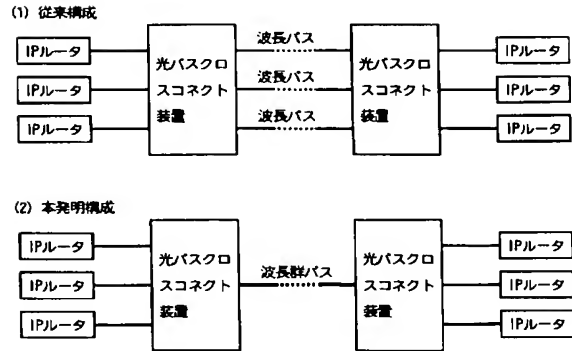 (1) 従来構成
IPルータ
IPルータ
IPルータ
光パスクロ
スコネクト
装置
波長パス
波長パス
波長パス
光パスクロ
スコネクト
装置
IPルータ
IPルータ
IPルータ
(2) 本発明構成
IPルータ
IPルータ
IPルータ
光パスクロ
スコネクト
装置
波長群パス
光パスクロ
スコネクト
装置
IPルータ
IPルータ
IPルータ